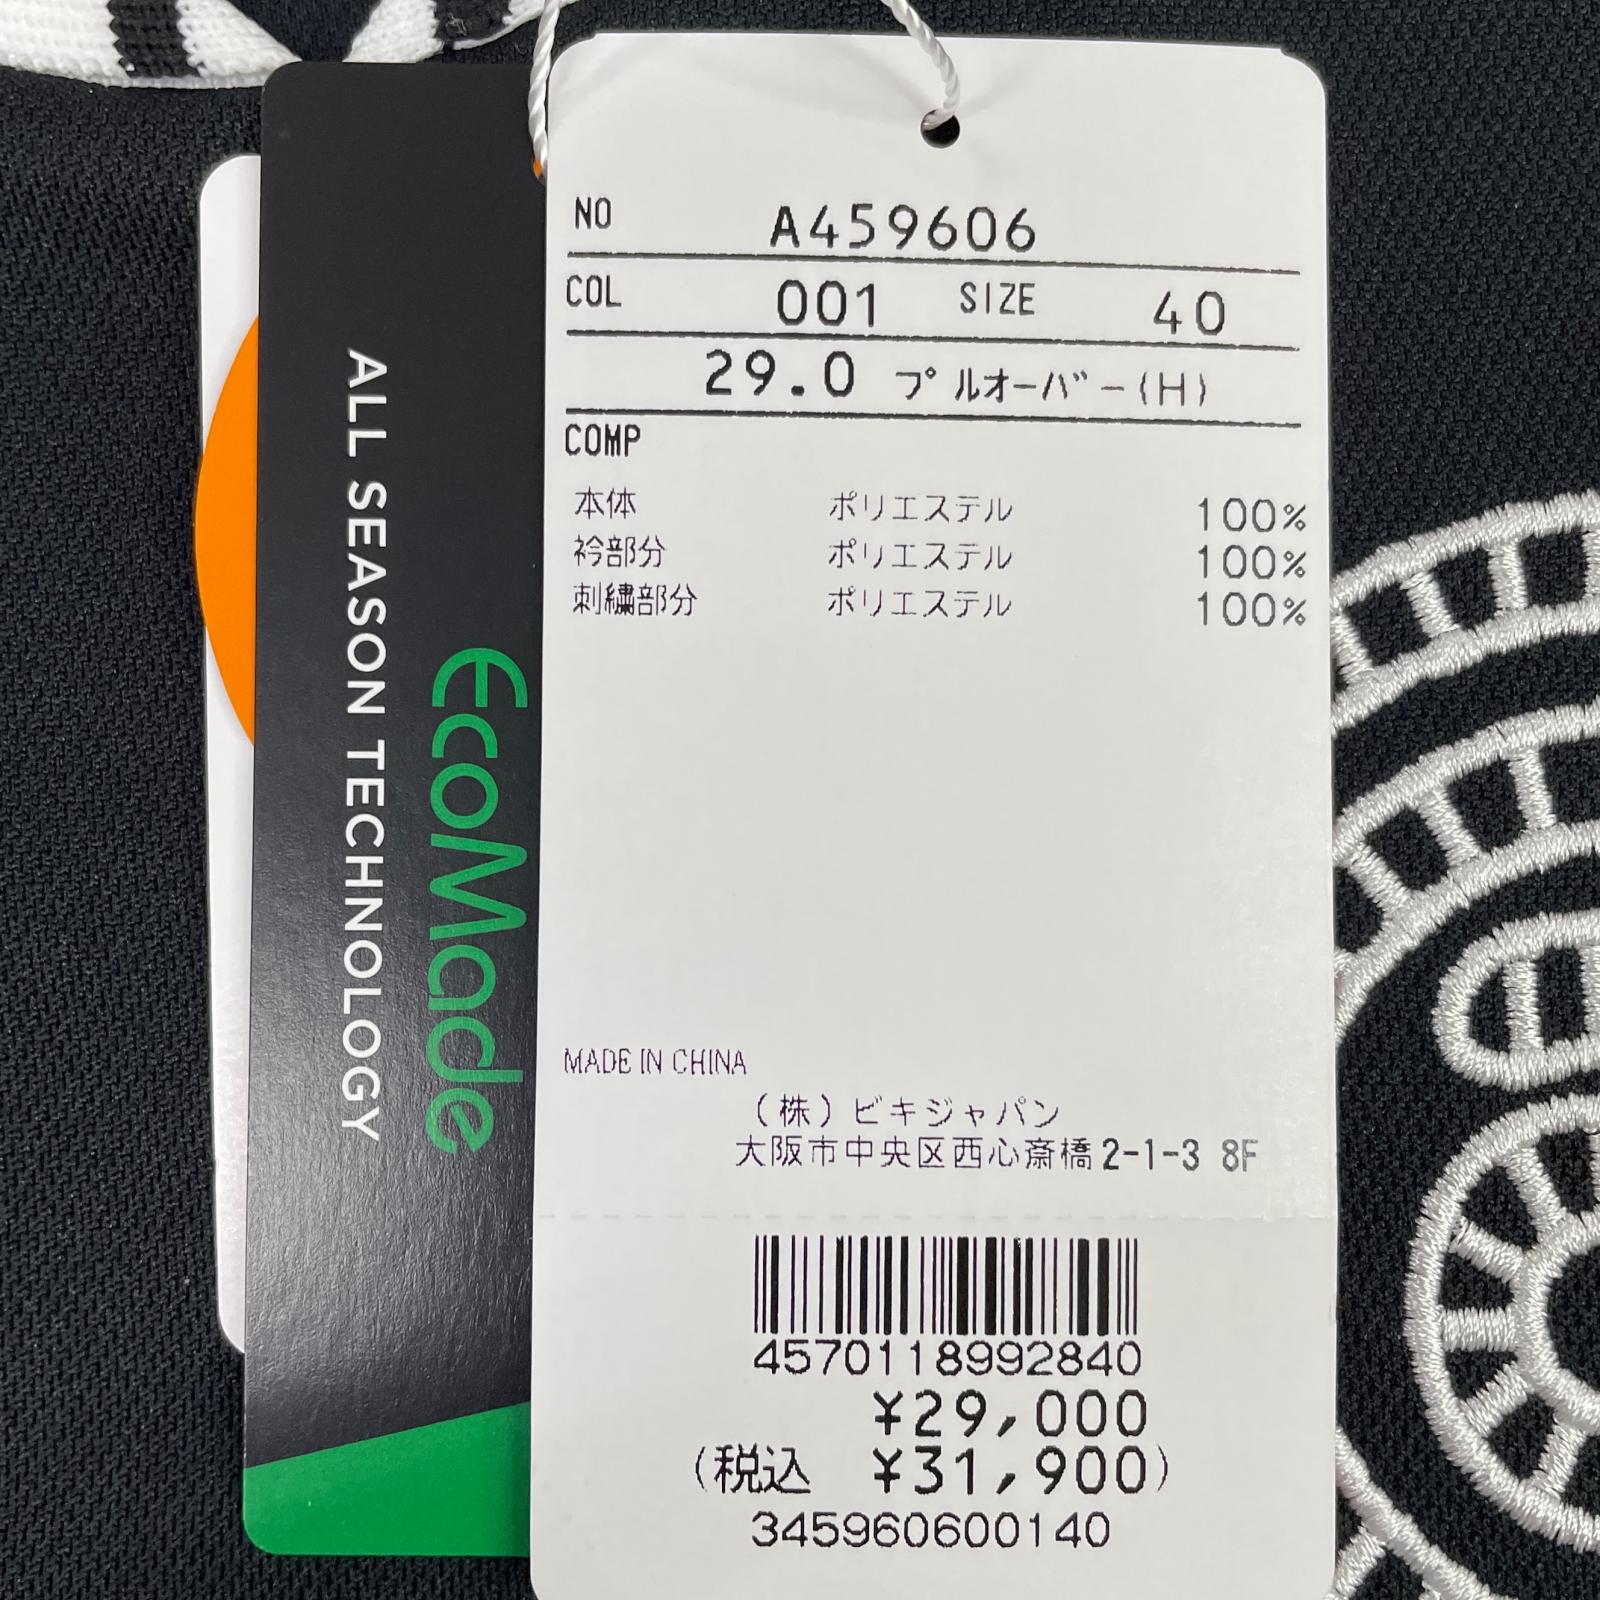 NO A459606
COL 001 SIZE 40
29.0 プルオーバー(H)
COMP
本体 ポリエステル 100%
衿部分 ポリエステル 100%
刺繍部分 ポリエステル 100%
MADE IN CHINA
(株)ビキジャパン
大阪市中央区西心斎橋2-1-3 8F
4570118992840
¥29,000
(税込 ¥31,900)
345960600140
EcoMade
ALL SEASON TECHNOLOGY